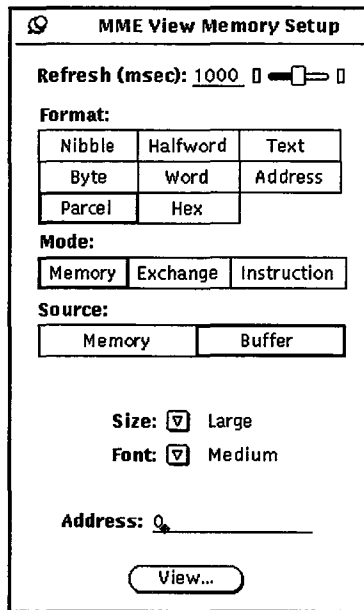 MME View Memory Setup
Refresh (msec): 1000
Format:
Nibble Halfword Text
Byte Word Address
Parcel Hex
Mode:
Memory Exchange Instruction
Source:
Memory Buffer
Size: Large
Font: Medium
Address: 0
View...